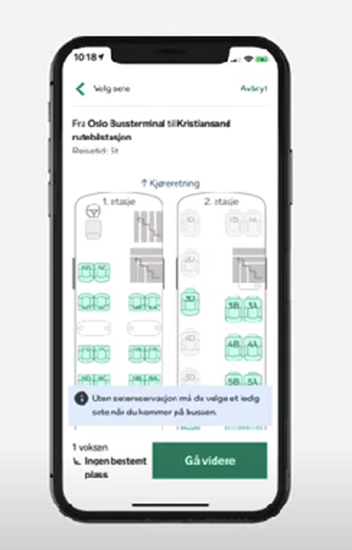 10:18
Velg sete
Avbryt
Fra Oslo Bussterminal til Kristiansand
rutebilstasjon
Reisetid: 5t
↑ Kjøreretning
1. etasje
2. etasje
1B 1A
3D
3B 3A
4B 4A
5B 5A
Uten setereservasjon må du velge et ledig
sete når du kommer på bussen.
1 voksen
Ingen bestemt
plass
Gå videre